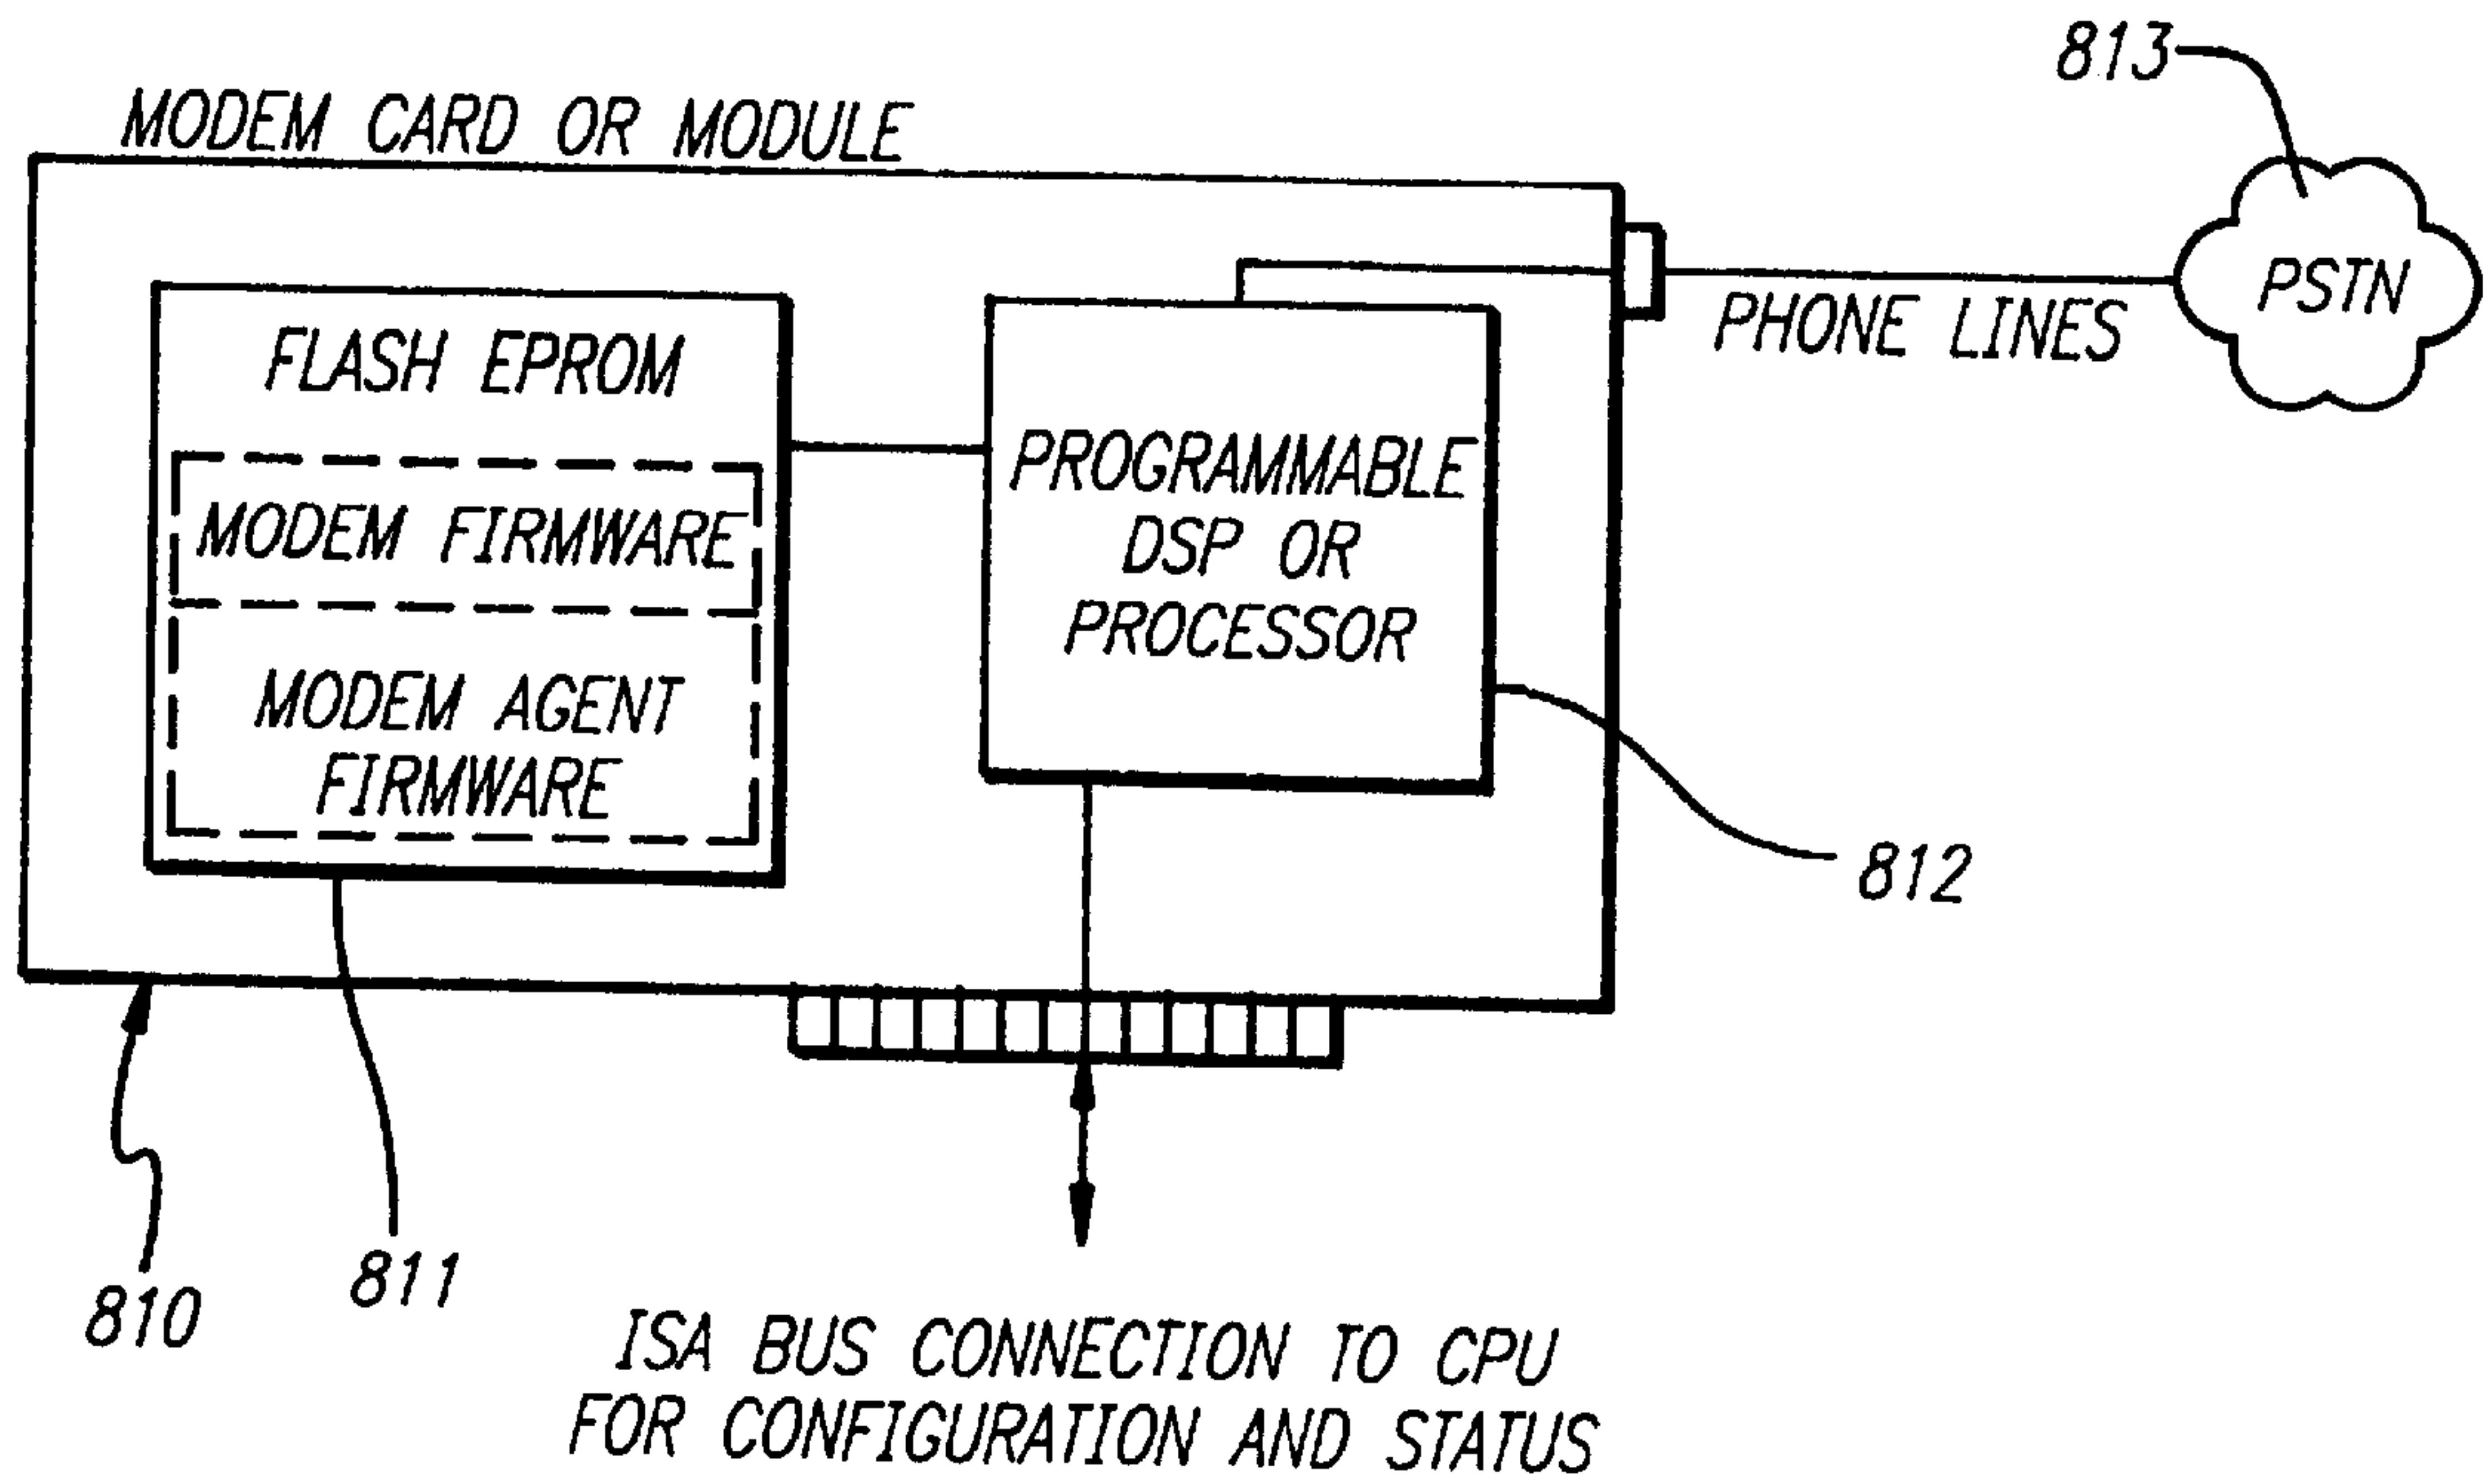 813
MODEM CARD OR MODULE
PSTN
PHONE LINES
FLASH EPROM
MODEM FIRMWARE
MODEM AGENT
FIRMWARE
PROGRAMMABLE
DSP OR
PROCESSOR
812
811
810
ISA BUS CONNECTION TO CPU
FOR CONFIGURATION AND STATUS